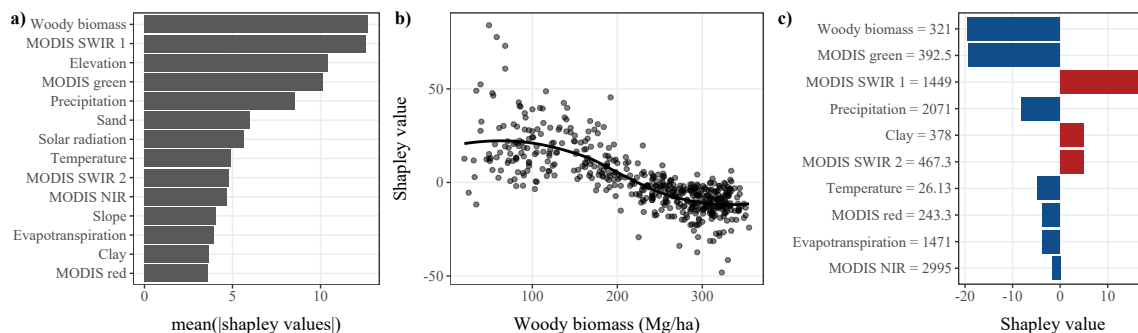 a)
Woody biomass
MODIS SWIR 1
Elevation
MODIS green
Precipitation
Sand
Solar radiation
Temperature
MODIS SWIR 2
MODIS NIR
Slope
Evapotranspiration
Clay
MODIS red
0 5 10
mean(|shapley values|)
b)
Shapley value
50
0
-50
100 200 300
Woody biomass (Mg/ha)
c)
Woody biomass = 321
MODIS green = 392.5
MODIS SWIR 1 = 1449
Precipitation = 2071
Clay = 378
MODIS SWIR 2 = 467.3
Temperature = 26.13
MODIS red = 243.3
Evapotranspiration = 1471
MODIS NIR = 2995
-20 -10 0 10
Shapley value